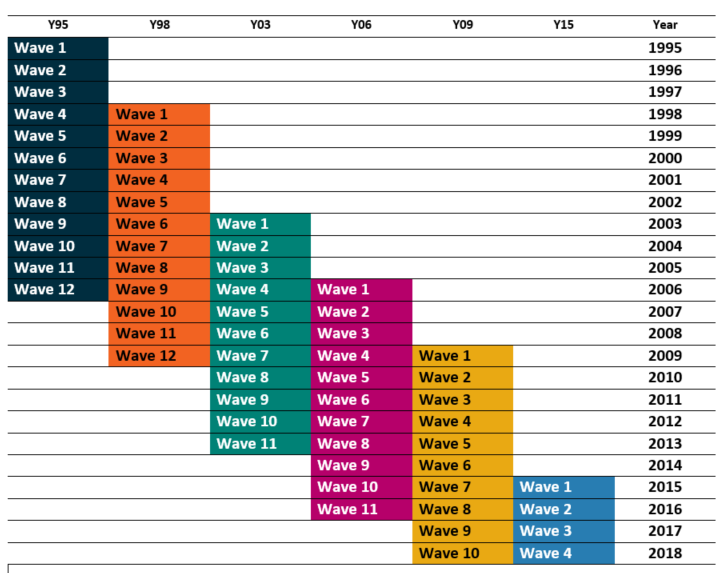 Y95 Y98 Y03 Y06 Y09 Y15 Year
Wave 1 1995
Wave 2 1996
Wave 3 1997
Wave 4 Wave 1 1998
Wave 5 Wave 2 1999
Wave 6 Wave 3 2000
Wave 7 Wave 4 2001
Wave 8 Wave 5 2002
Wave 9 Wave 6 Wave 1 2003
Wave 10 Wave 7 Wave 2 2004
Wave 11 Wave 8 Wave 3 2005
Wave 12 Wave 9 Wave 4 Wave 1 2006
Wave 10 Wave 5 Wave 2 2007
Wave 11 Wave 6 Wave 3 2008
Wave 12 Wave 7 Wave 4 Wave 1 2009
Wave 8 Wave 5 Wave 2 2010
Wave 9 Wave 6 Wave 3 2011
Wave 10 Wave 7 Wave 4 2012
Wave 11 Wave 8 Wave 5 2013
Wave 9 Wave 6 2014
Wave 10 Wave 7 Wave 1 2015
Wave 11 Wave 8 Wave 2 2016
Wave 9 Wave 3 2017
Wave 10 Wave 4 2018